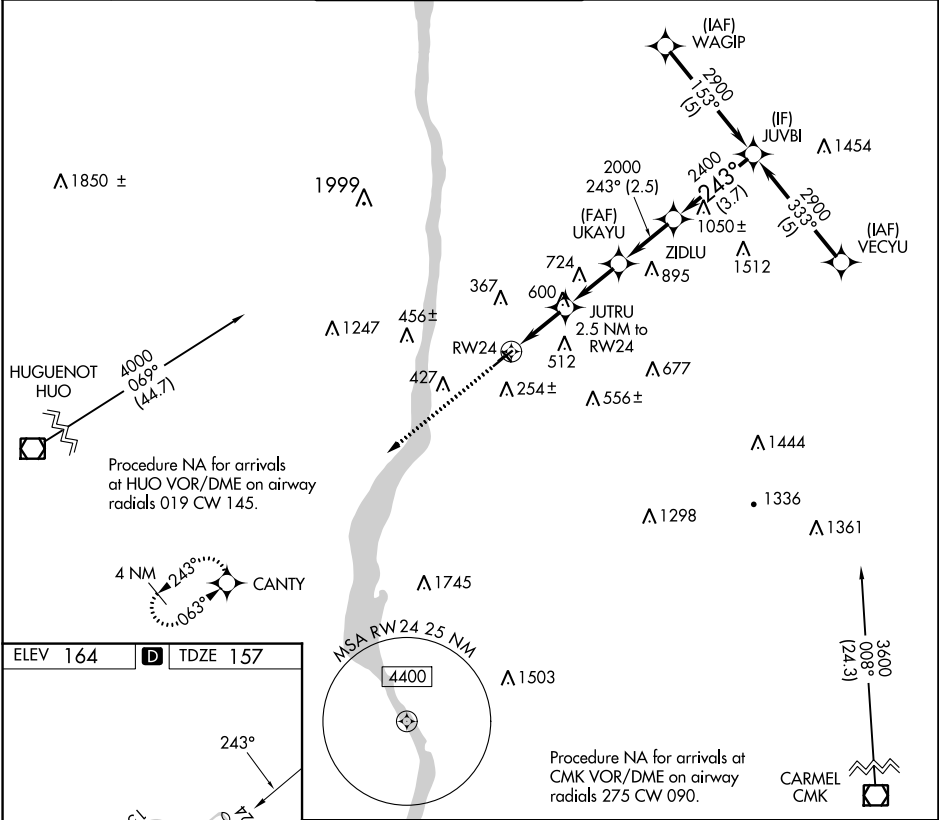 (IAF)
WAGIP
2900
153°
(5)
(IF)
JUVBI
1454
1850 ±
1999
2000
243° (2.5)
2400
243°
(3.7)
2900
333°
(5)
(FAF)
UKAYU
1050 ±
(IAF)
VECYU
ZIDLU
1512
724
895
367
600
JUTRU
2.5 NM to
RW24
456 ±
1247
RW24
512
677
HUGUENOT
HUO
4000
069°
(44.7)
427
254 ±
556 ±
1444
Procedure NA for arrivals
at HUO VOR/DME on airway
radials 019 CW 145.
1336
1298
1361
4 NM
243°
063°
CANTY
1745
MSA RW24 25 NM
4400
1503
3600
008°
(24.3)
ELEV 164
D
TDZE 157
243°
24
Procedure NA for arrivals at
CMK VOR/DME on airway
radials 275 CW 090.
CARMEL
CMK